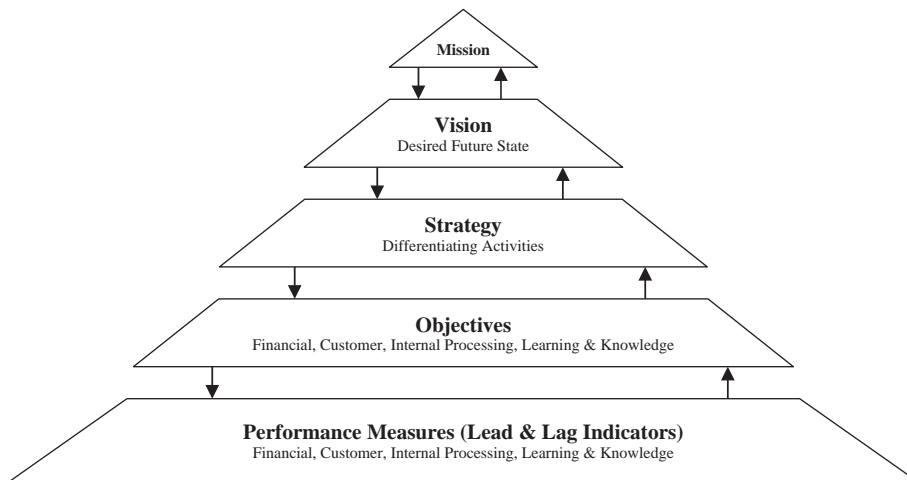 Mission
Vision
Desired Future State
Strategy
Differentiating Activities
Objectives
Financial, Customer, Internal Processing, Learning & Knowledge
Performance Measures (Lead & Lag Indicators)
Financial, Customer, Internal Processing, Learning & Knowledge